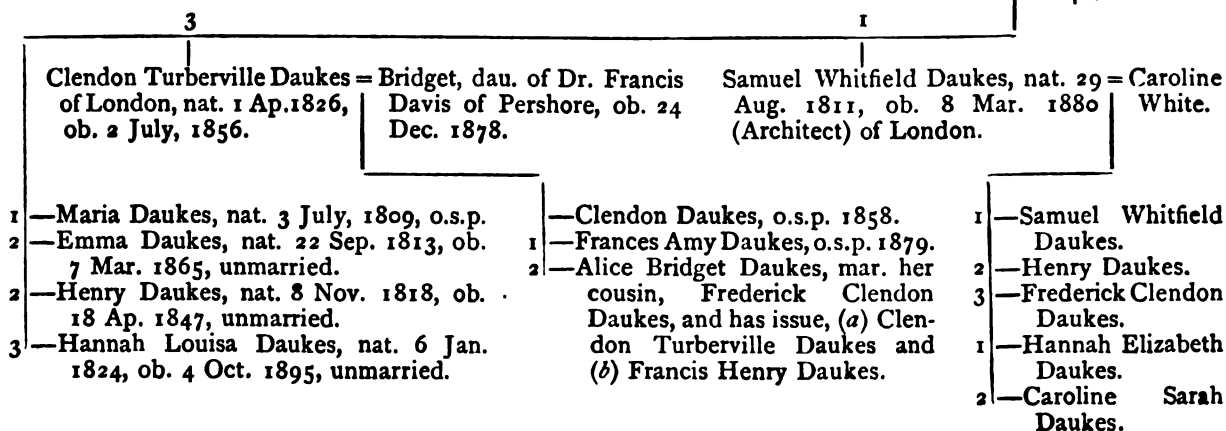 3
1
Clendon Turberville Daukes = Bridget, dau. of Dr. Francis
of London, nat. 1 Ap.1826,
ob. 2 July, 1856.
Davis of Pershore, ob. 24
Dec. 1878.
Samuel Whitfield Daukes, nat. 29 = Caroline
Aug. 1811, ob. 8 Mar. 1880
(Architect) of London.
White.
1—Maria Daukes, nat. 3 July, 1809, o.s.p.
2—Emma Daukes, nat. 22 Sep. 1813, ob.
7 Mar. 1865, unmarried.
2—Henry Daukes, nat. 8 Nov. 1818, ob.
18 Ap. 1847, unmarried.
3—Hannah Louisa Daukes, nat. 6 Jan.
1824, ob. 4 Oct. 1895, unmarried.
—Clendon Daukes, o.s.p. 1858.
1—Frances Amy Daukes, o.s.p. 1879.
2—Alice Bridget Daukes, mar. her
cousin, Frederick Clendon
Daukes, and has issue, (a) Clen-
don Turberville Daukes and
(b) Francis Henry Daukes.
1—Samuel Whitfield
Daukes.
2—Henry Daukes.
3—Frederick Clendon
Daukes.
1—Hannah Elizabeth
Daukes.
2—Caroline Sarah
Daukes.